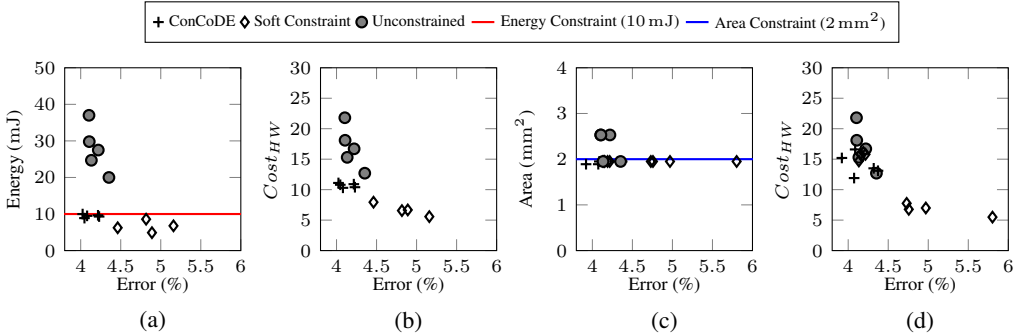 ConCoDE Soft Constraint Unconstrained Energy Constraint (10 mJ) Area Constraint (2 mm²)
50
40
30
20
10
0
4 4.5 5 5.5 6
Energy (mJ)
Error (%)
(a)
30
25
20
15
10
5
0
4 4.5 5 5.5 6
Cost_HW
Error (%)
(b)
4
3
2
1
0
4 4.5 5 5.5 6
Area (mm²)
Error (%)
(c)
30
25
20
15
10
5
0
4 4.5 5 5.5 6
Cost_HW
Error (%)
(d)